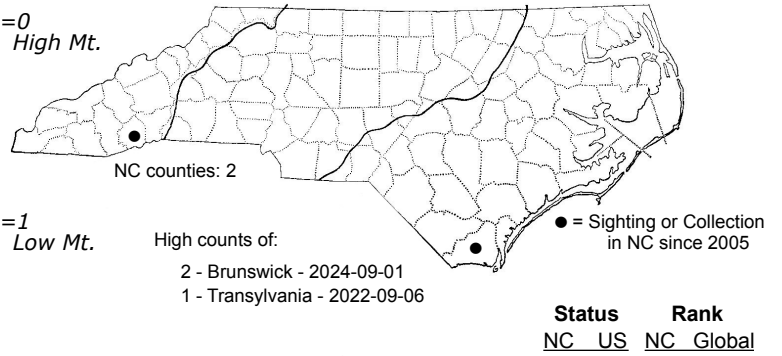 =0
High Mt.
NC counties: 2
=1
Low Mt.
High counts of:
2 - Brunswick - 2024-09-01
1 - Transylvania - 2022-09-06
● = Sighting or Collection
in NC since 2005
Status Rank
NC US NC Global